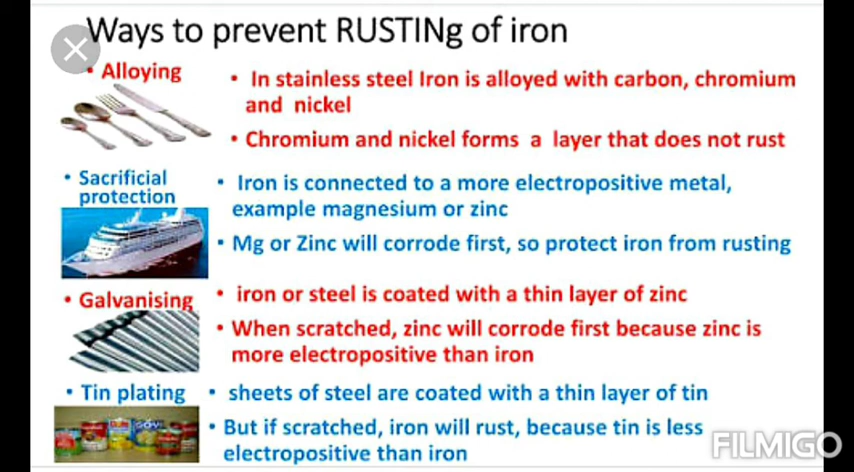 Ways to prevent RUSTINg of iron
• Alloying
• In stainless steel Iron is alloyed with carbon, chromium
and nickel
• Chromium and nickel forms a layer that does not rust
• Sacrificial
protection
• Iron is connected to a more electropositive metal,
example magnesium or zinc
• Mg or Zinc will corrode first, so protect iron from rusting
• Galvanising
• iron or steel is coated with a thin layer of zinc
• When scratched, zinc will corrode first because zinc is
more electropositive than iron
• Tin plating
• sheets of steel are coated with a thin layer of tin
• But if scratched, iron will rust, because tin is less
electropositive than iron
GOYA
FILMIGO